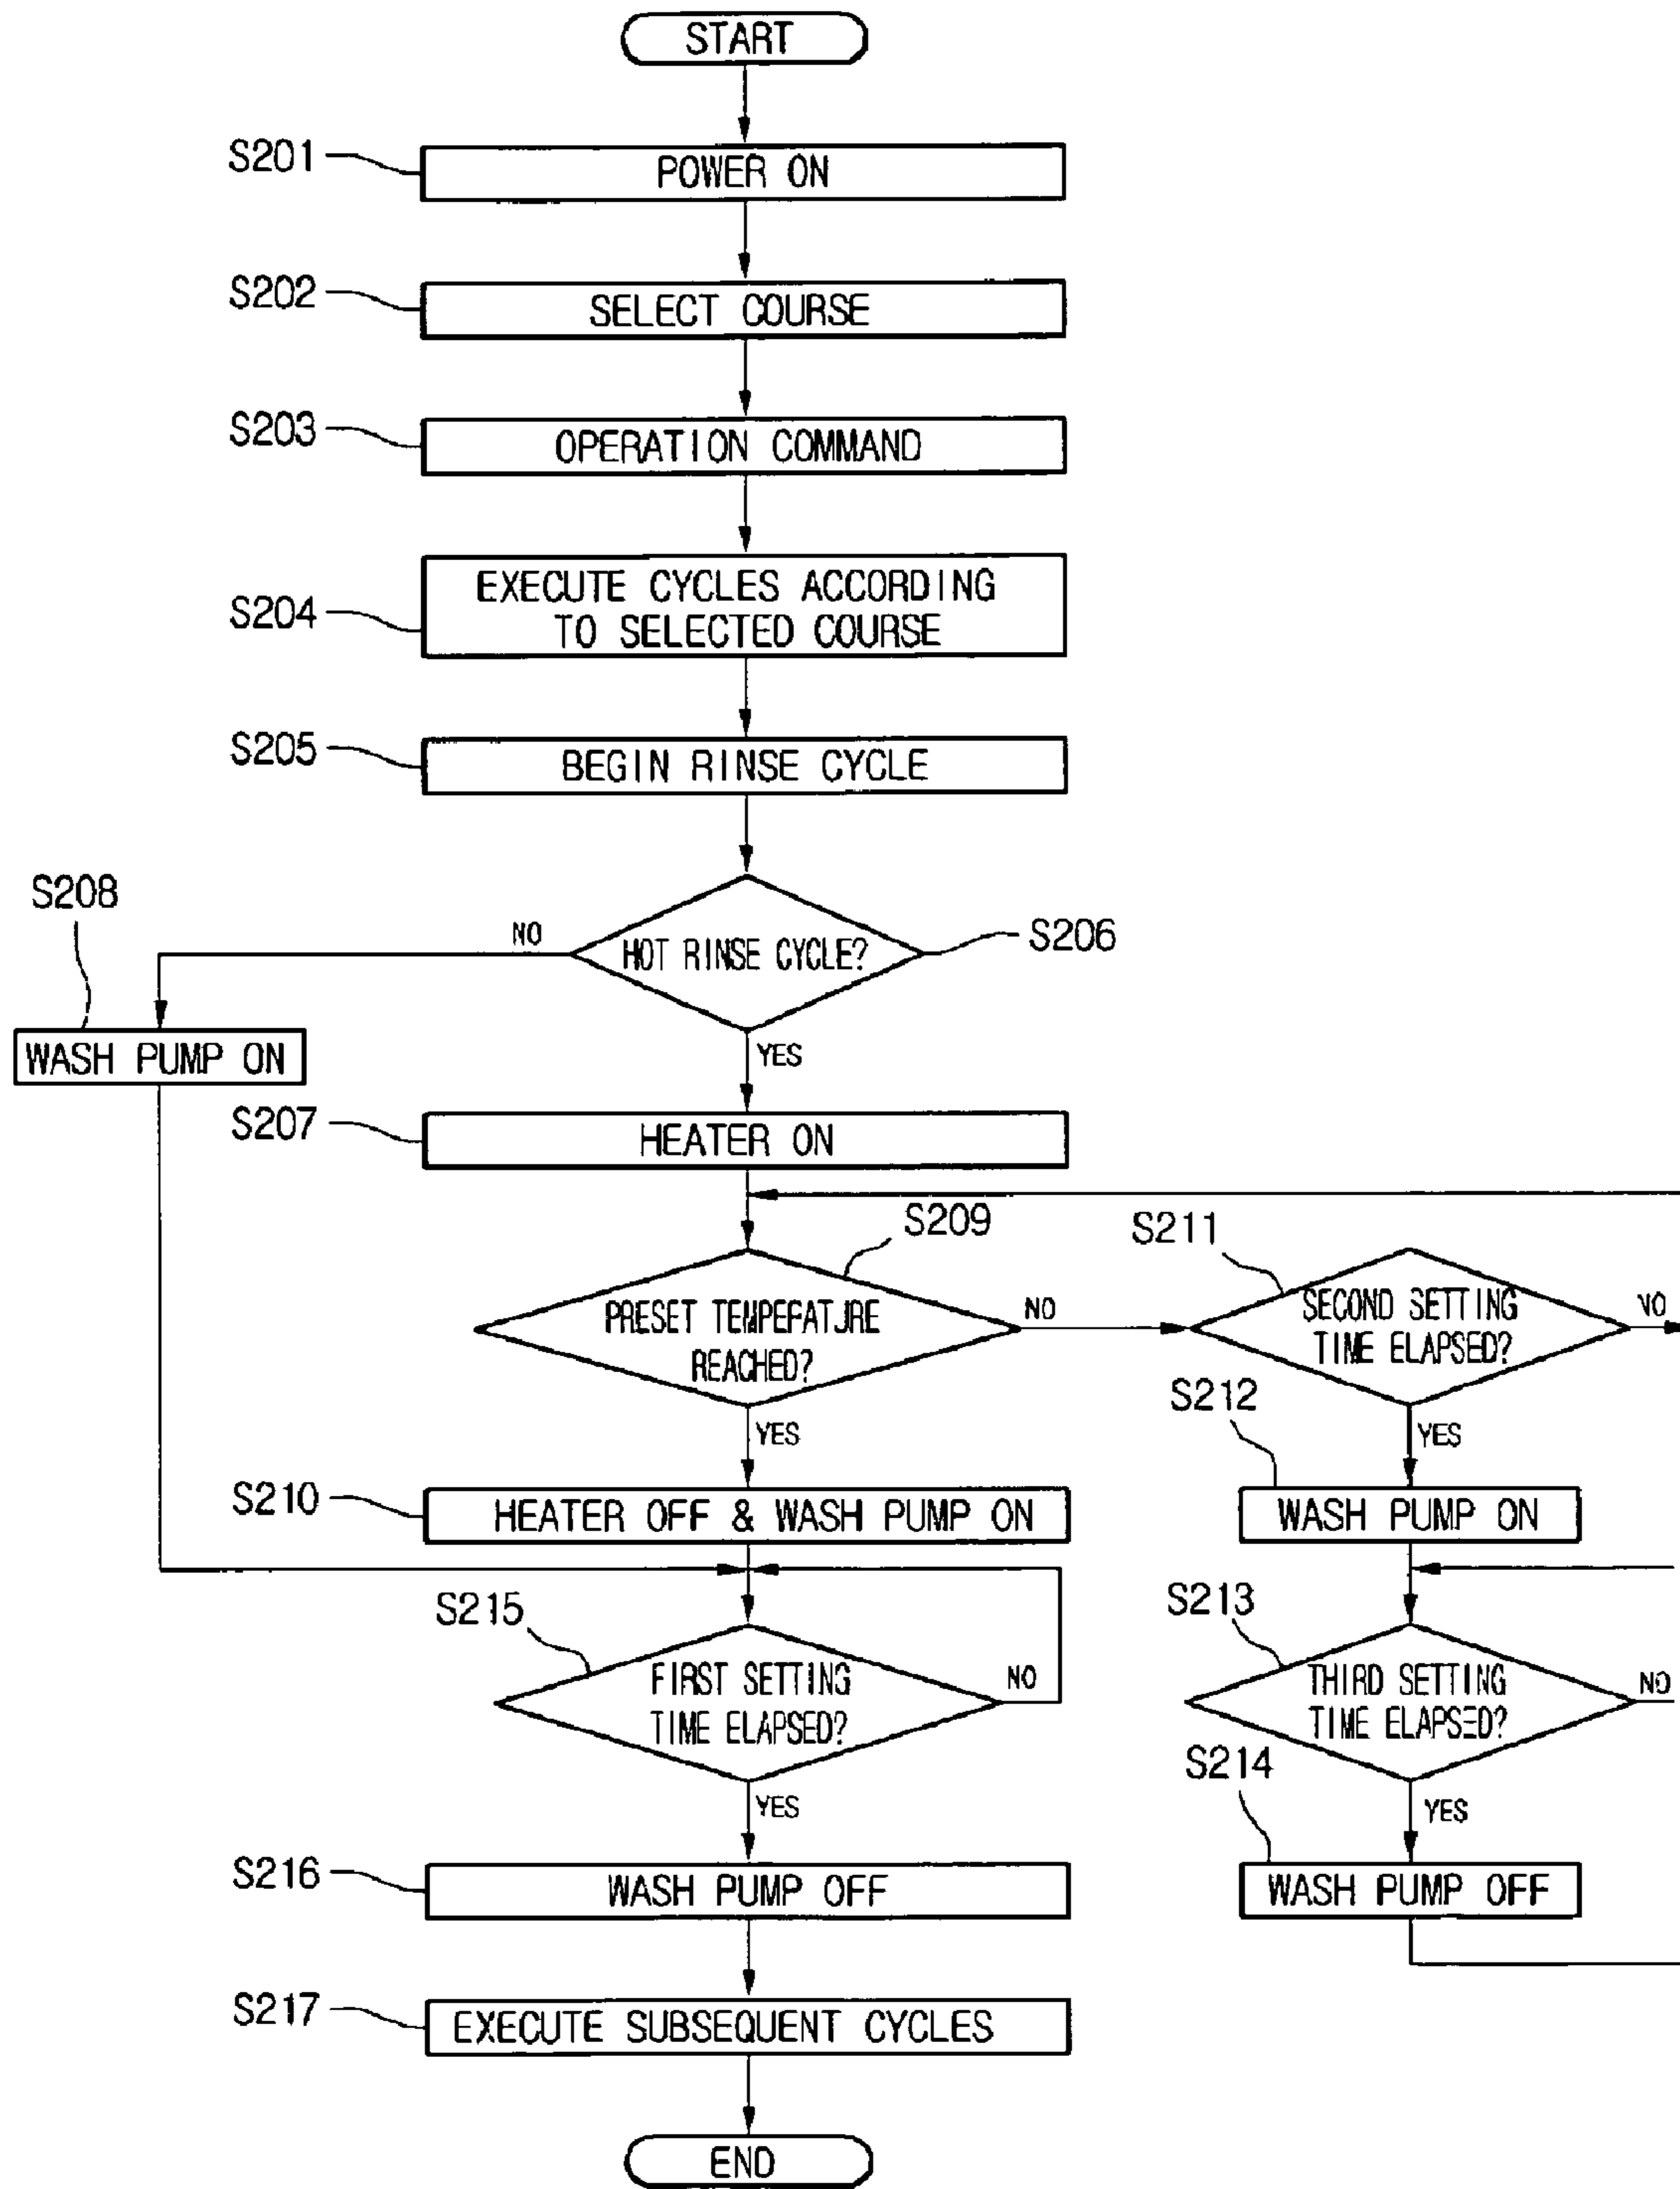 START
S201
POWER ON
S202
SELECT COURSE
S203
OPERATION COMMAND
S204
EXECUTE CYCLES ACCORDING
TO SELECTED COURSE
S205
BEGIN RINSE CYCLE
S208
NO
HOT RINSE CYCLE?
S206
WASH PUMP ON
YES
S207
HEATER ON
S209
S211
PRESET TEMPEFATJRE
REACHED?
NO
SECOND SETTING
TIME ELAPSED?
NO
YES
S212
YES
S210
HEATER OFF & WASH PUMP ON
WASH PUMP ON
S215
S213
FIRST SETTING
TIME ELAPSED?
NO
THIRD SETTING
TIME ELAPSED?
NO
YES
S214
YES
S216
WASH PUMP OFF
WASH PUMP OFF
S217
EXECUTE SUBSEQUENT CYCLES
END